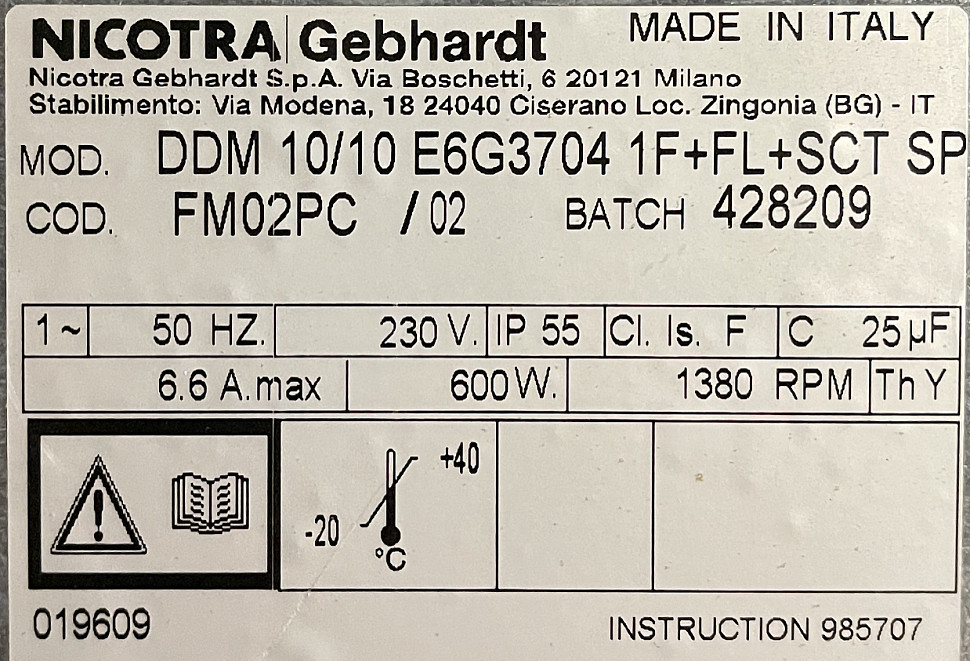 NICOTRA | Gebhardt MADE IN ITALY
Nicotra Gebhardt S.p.A. Via Boschetti, 6 20121 Milano
Stabilimento: Via Modena, 18 24040 Ciserano Loc. Zingonia (BG) - IT
MOD. DDM 10/10 E6G3704 1F+FL+SCT SP
COD. FM02PC /02 BATCH 428209
1~ 50 HZ. 230 V. IP 55 Cl. Is. F C 25 µF
6.6 A.max 600 W. 1380 RPM Th Y
+40
-20
°C
019609 INSTRUCTION 985707